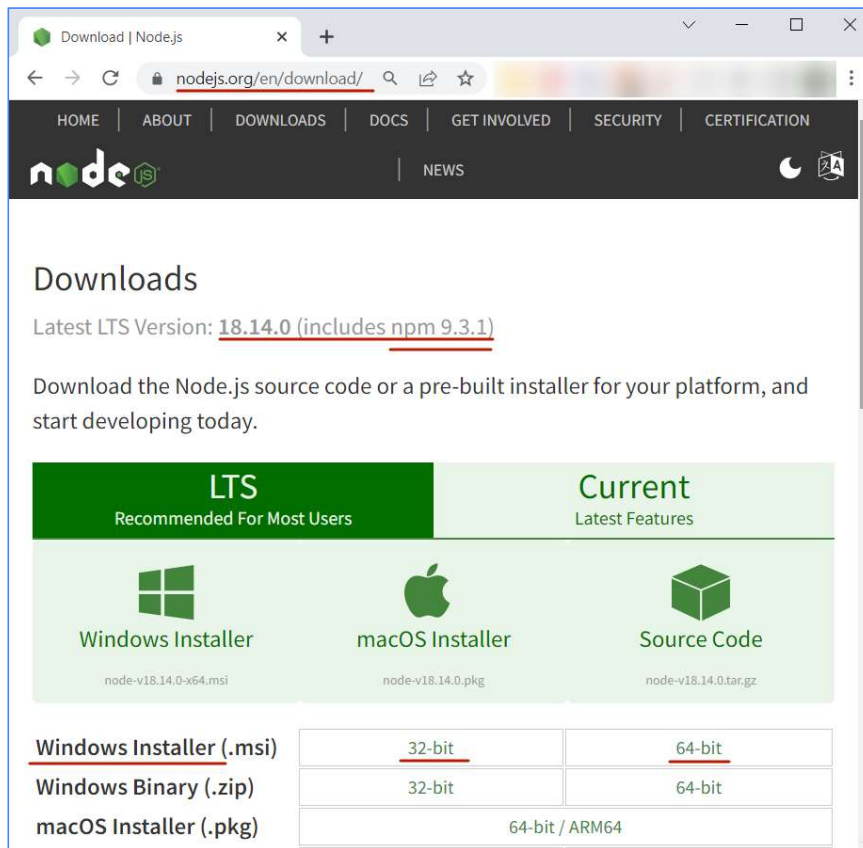 Download | Node.js
nodejs.org/en/download/
HOME | ABOUT | DOWNLOADS | DOCS | GET INVOLVED | SECURITY | CERTIFICATION
node JS | NEWS
Downloads
Latest LTS Version: 18.14.0 (includes npm 9.3.1)
Download the Node.js source code or a pre-built installer for your platform, and
start developing today.
LTS Current
Recommended For Most Users Latest Features
Windows Installer macOS Installer Source Code
node-v18.14.0-x64.msi node-v18.14.0.pkg node-v18.14.0.tar.gz
Windows Installer (.msi) 32-bit 64-bit
Windows Binary (.zip) 32-bit 64-bit
macOS Installer (.pkg) 64-bit / ARM64